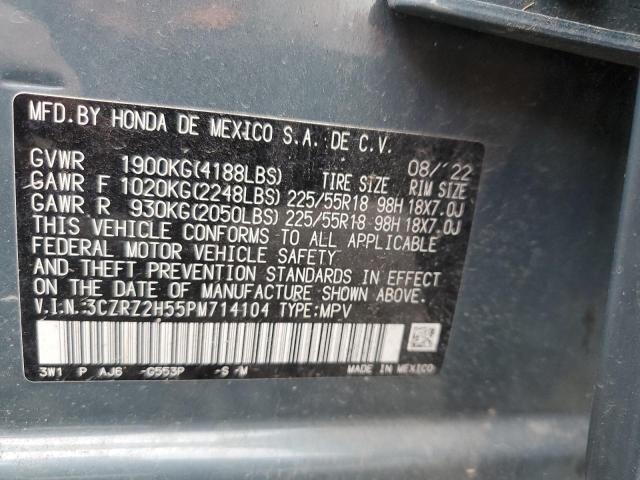 MFD.BY HONDA DE MEXICO S.A. DE C.V.
GVWR 1900KG(4188LBS) 08/'22
TIRE SIZE RIM SIZE
GAWR F 1020KG(2248LBS) 225/55R18 98H 18X7.0J
GAWR R 930KG(2050LBS) 225/55R18 98H 18X7.0J
THIS VEHICLE CONFORMS TO ALL APPLICABLE
FEDERAL MOTOR VEHICLE SAFETY
AND THEFT PREVENTION STANDARDS IN EFFECT
ON THE DATE OF MANUFACTURE SHOWN ABOVE.
V.I.N.:3CZRZ2H55PM714104 TYPE:MPV
3W1 P AJ6 -G553P -S -M MADE IN MEXICO